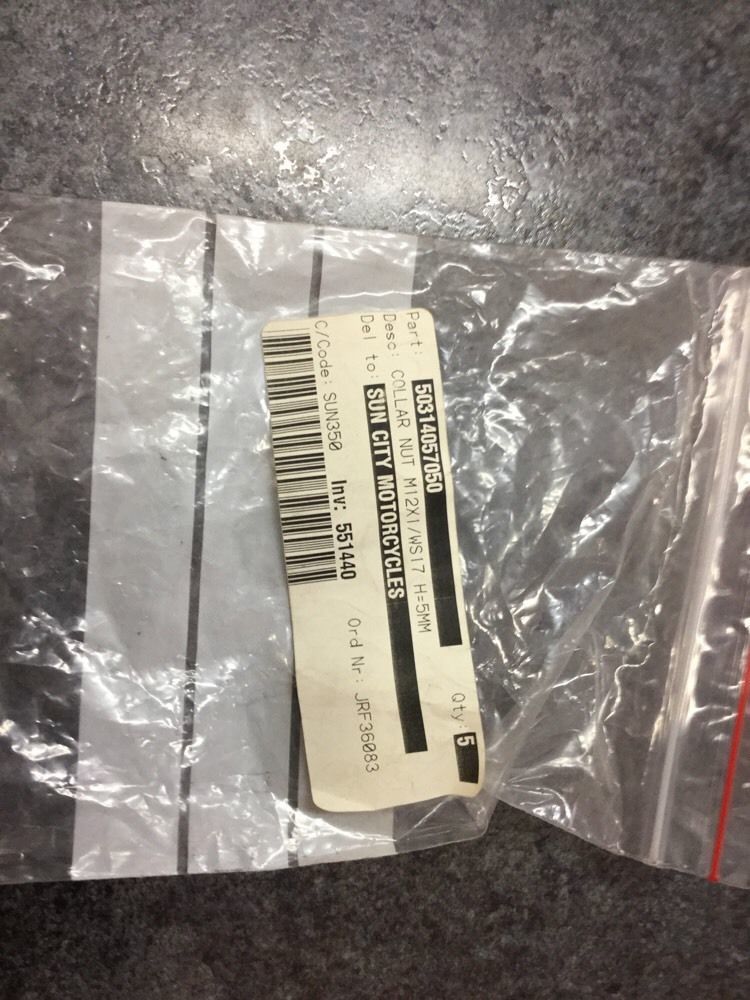 Part: 50314057050
Desc: COLLAR NUT M12X1/WS17 H=5MM Qty: 5
Del to: SUN CITY MOTORCYCLES
C/Code: SUN350 Inv: 551440 Ord Nr: JRF36083